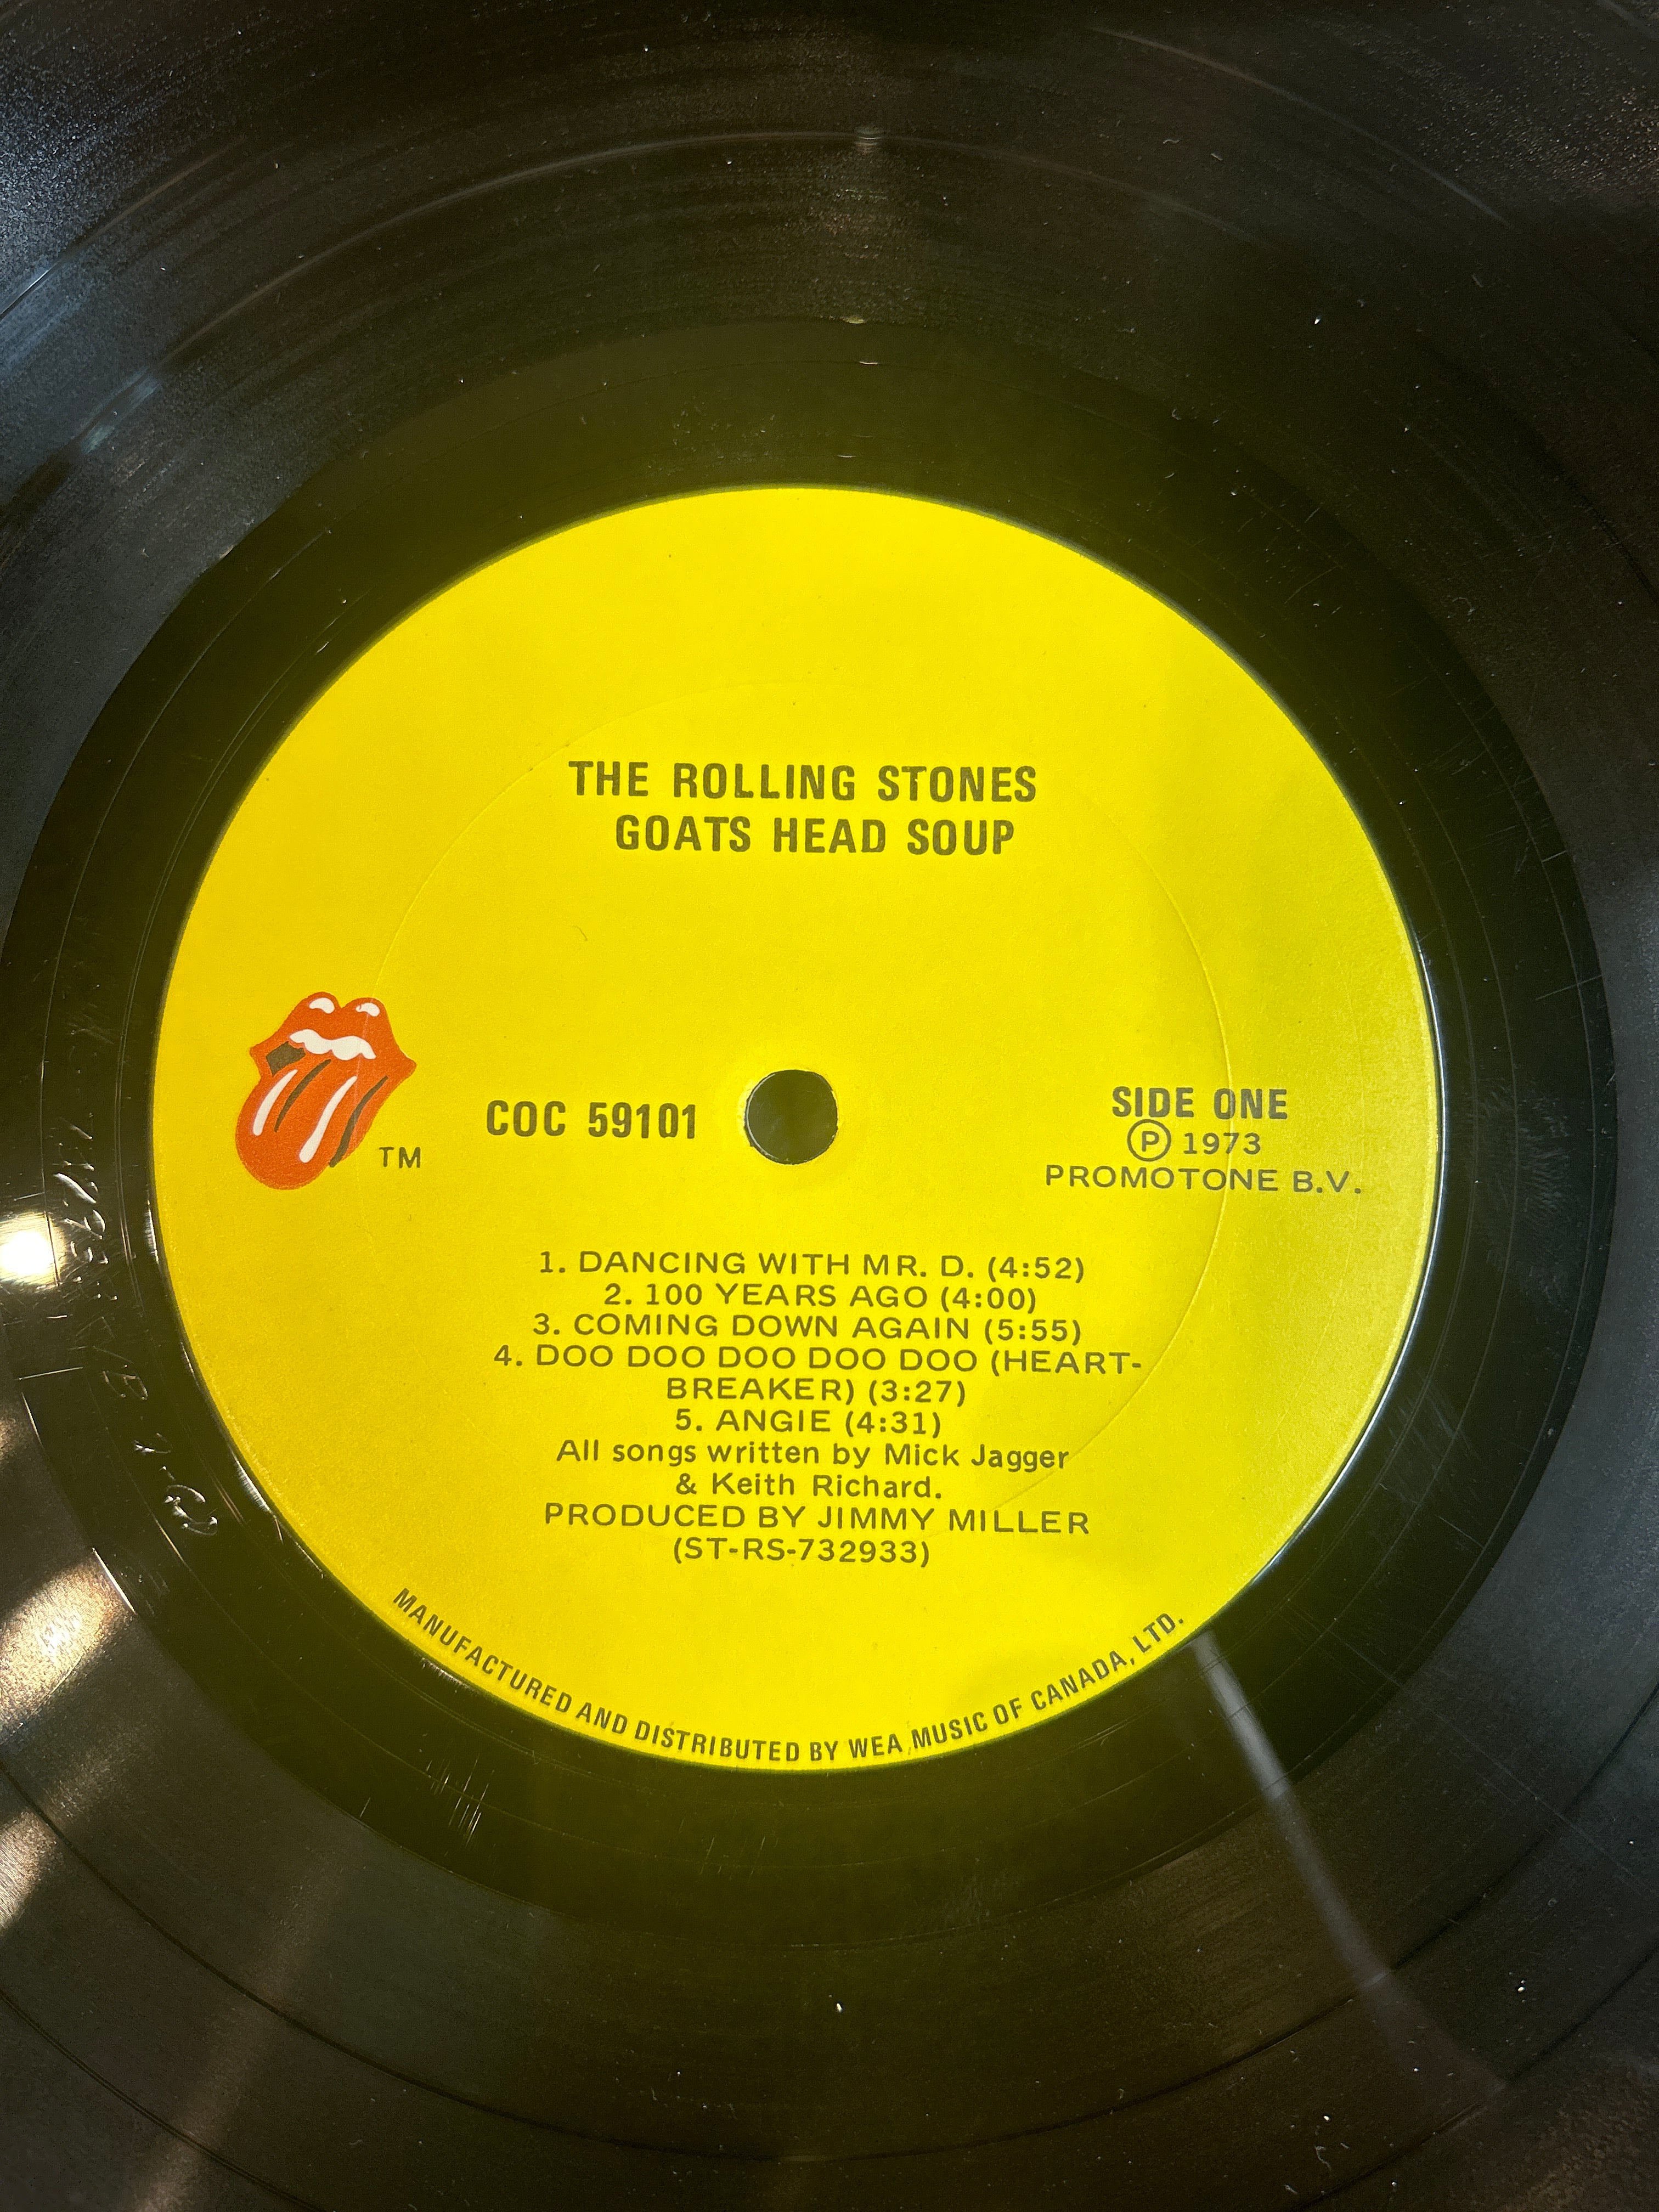 THE ROLLING STONES
GOATS HEAD SOUP
TM
COC 59101
SIDE ONE
Ⓟ 1973
PROMOTONE B.V.
1. DANCING WITH MR. D. (4:52)
2. 100 YEARS AGO (4:00)
3. COMING DOWN AGAIN (5:55)
4. DOO DOO DOO DOO DOO (HEART-
BREAKER) (3:27)
5. ANGIE (4:31)
All songs written by Mick Jagger
& Keith Richard.
PRODUCED BY JIMMY MILLER
(ST-RS-732933)
MANUFACTURED AND DISTRIBUTED BY WEA MUSIC OF CANADA, LTD.